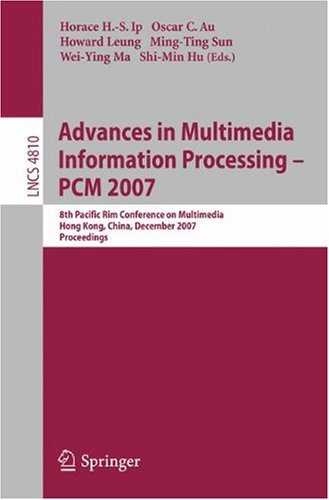 Horace H.-S. Ip Oscar C. Au
Howard Leung Ming-Ting Sun
Wei-Ying Ma Shi-Min Hu (Eds.)
LNCS 4810
Advances in Multimedia
Information Processing –
PCM 2007
8th Pacific Rim Conference on Multimedia
Hong Kong, China, December 2007
Proceedings
Springer